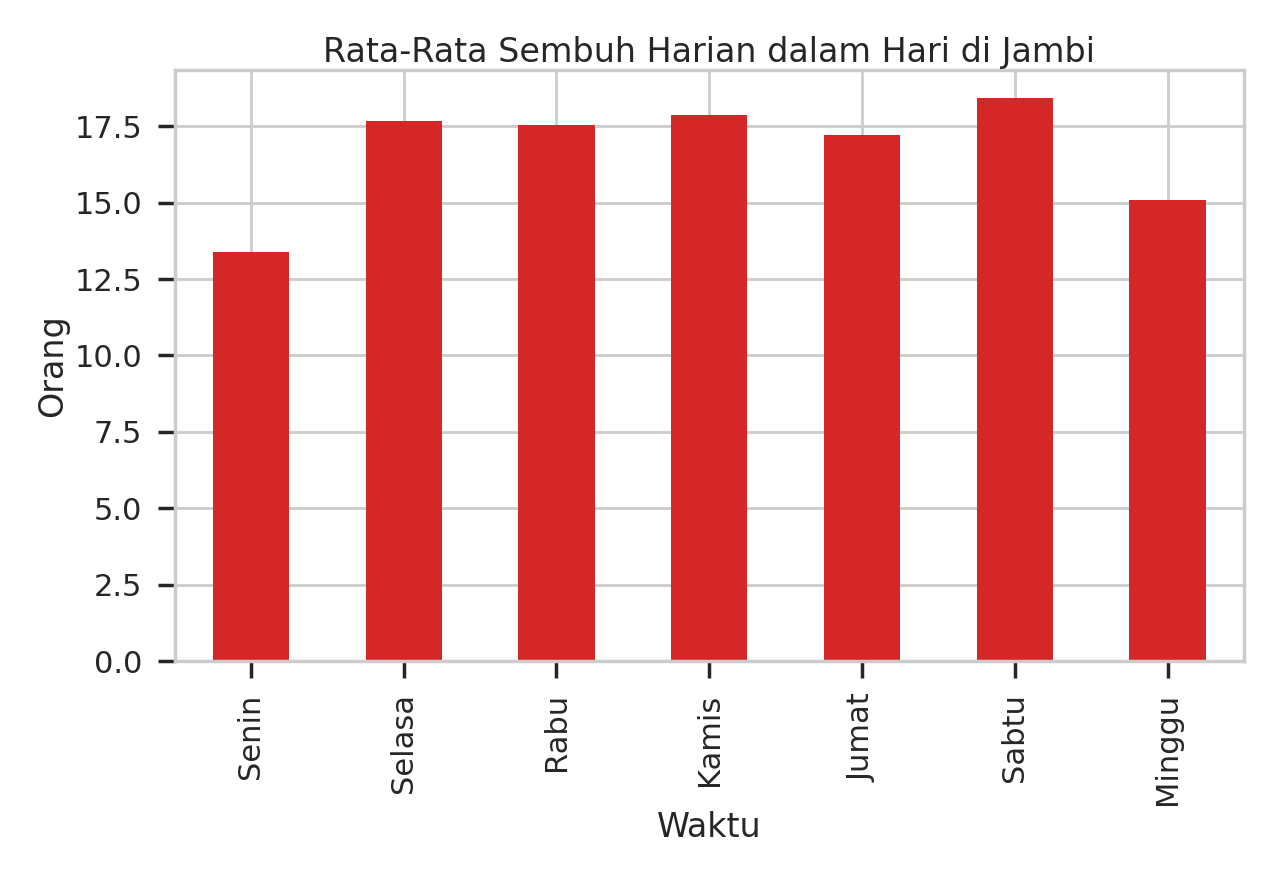 Rata-Rata Sembuh Harian dalam Hari di Jambi
17.5
15.0
12.5
10.0
7.5
5.0
2.5
0.0
Orang
Senin
Selasa
Rabu
Kamis
Jumat
Sabtu
Minggu
Waktu